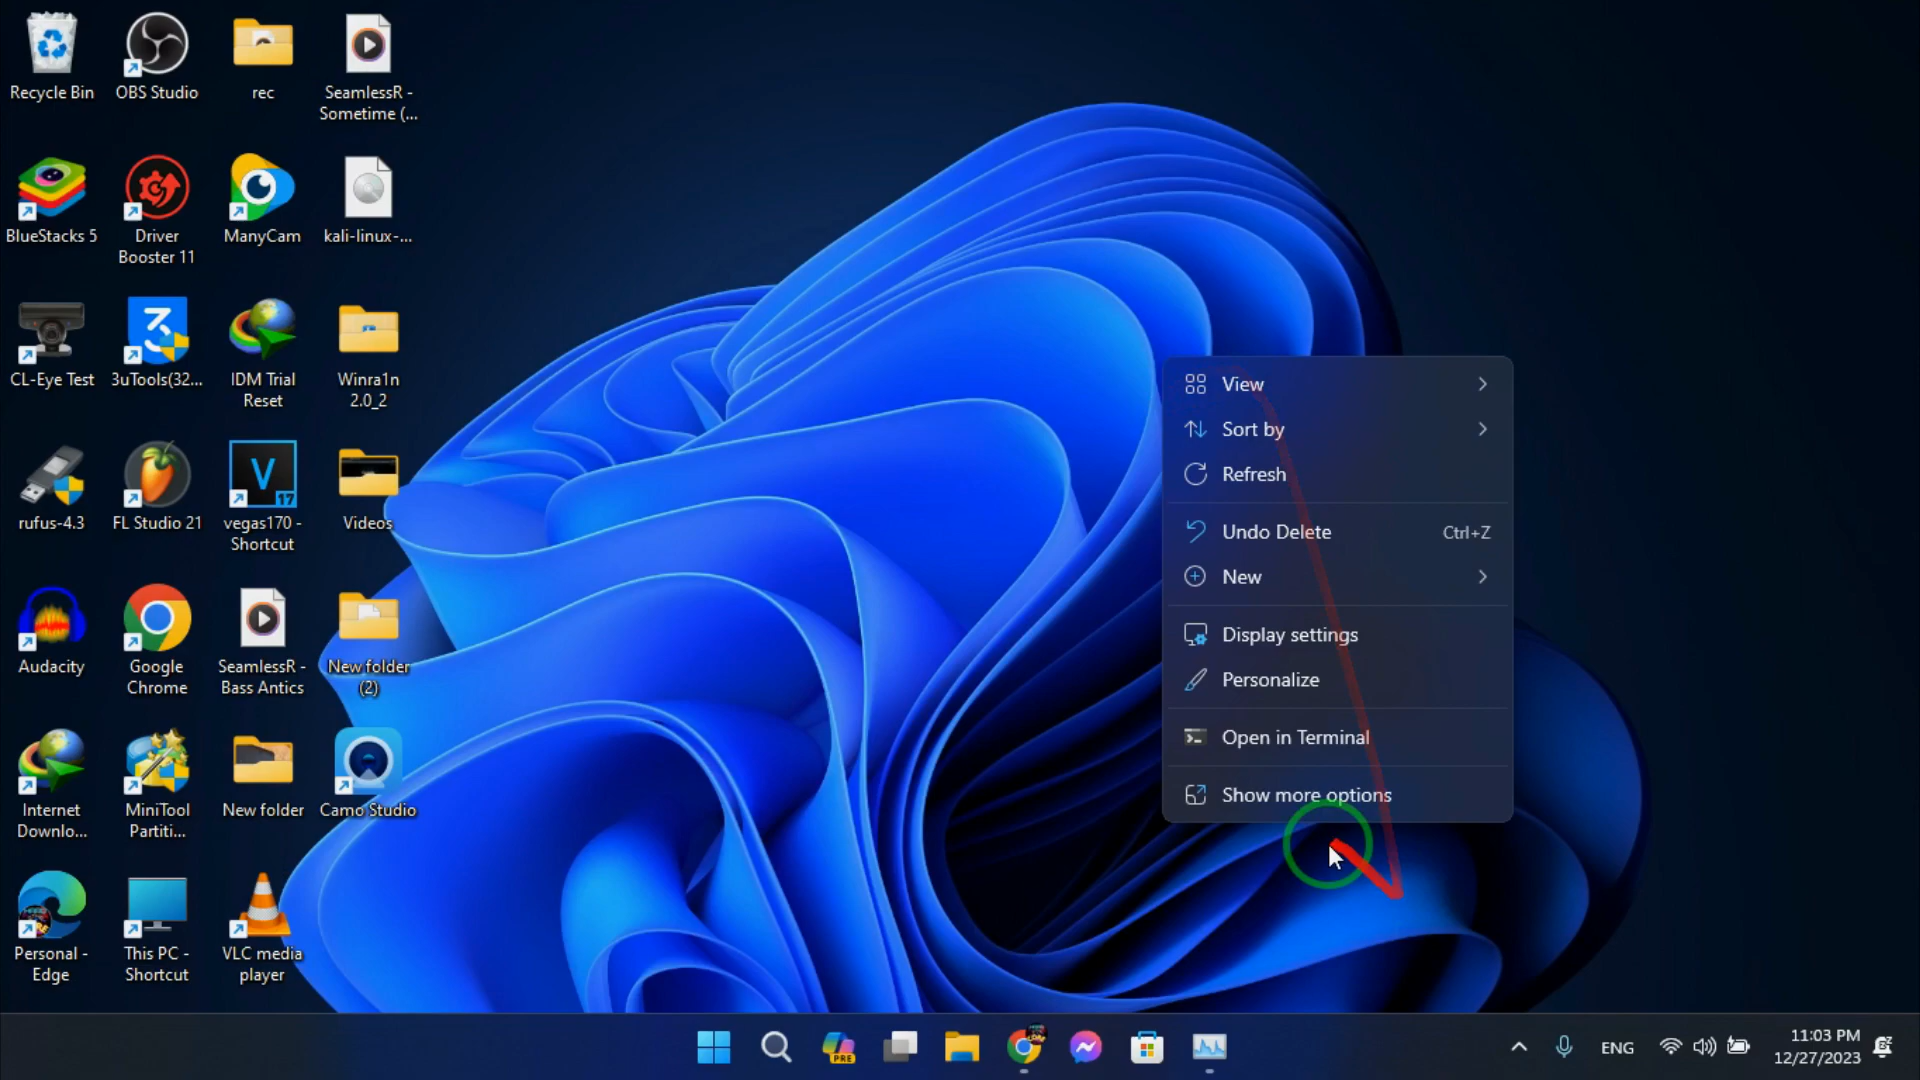 Recycle Bin
OBS Studio
rec
SeamlessR -
Sometime (...
BlueStacks 5
Driver
Booster 11
ManyCam
kali-linux-...
CL-Eye Test
3uTools(32...
IDM Trial
Reset
Winra1n
2.0_2
rufus-4.3
FL Studio 21
vegas170 -
Shortcut
Videos
Audacity
Google
Chrome
SeamlessR -
Bass Antics
New folder
(2)
Internet
Downlo...
MiniTool
Partiti...
New folder
Camo Studio
Personal -
Edge
This PC -
Shortcut
VLC media
player
View
Sort by
Refresh
Undo Delete Ctrl+Z
New
Display settings
Personalize
Open in Terminal
Show more options
PRE
ENG
11:03 PM
12/27/2023